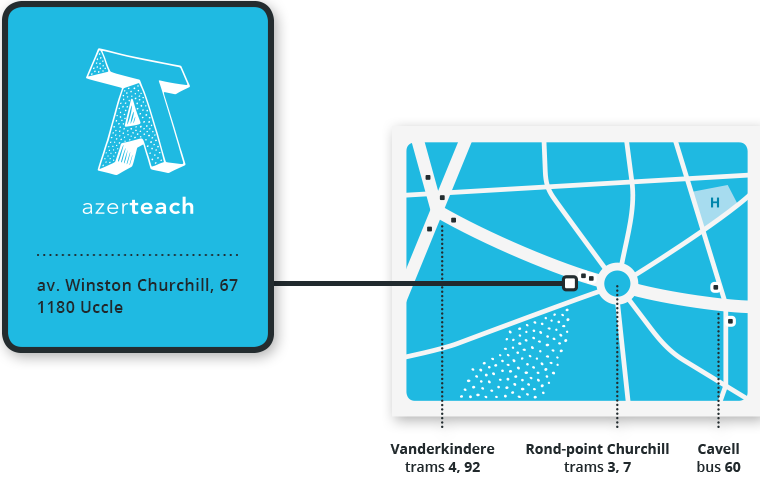 azerteach
av. Winston Churchill, 67
1180 Uccle
H
Vanderkindere
trams 4, 92
Rond-point Churchill
trams 3, 7
Cavell
bus 60